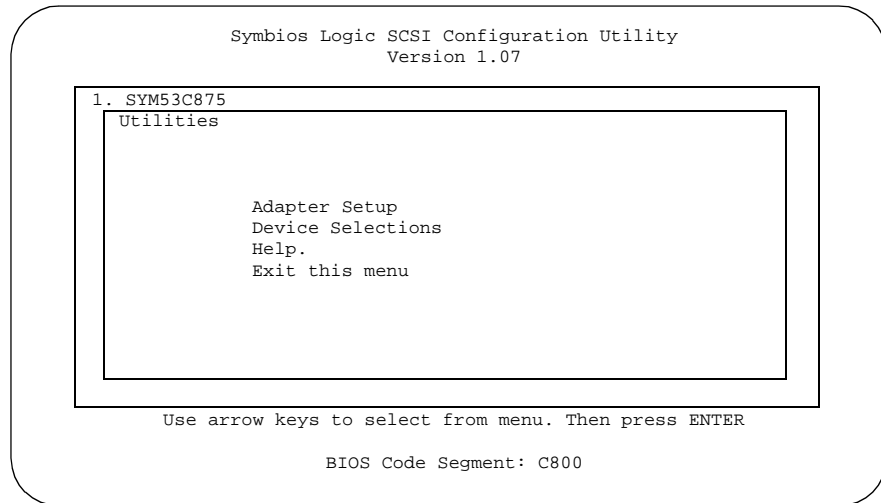 Symbios Logic SCSI Configuration Utility
Version 1.07
1. SYM53C875
Utilities
Adapter Setup
Device Selections
Help.
Exit this menu
Use arrow keys to select from menu. Then press ENTER
BIOS Code Segment: C800